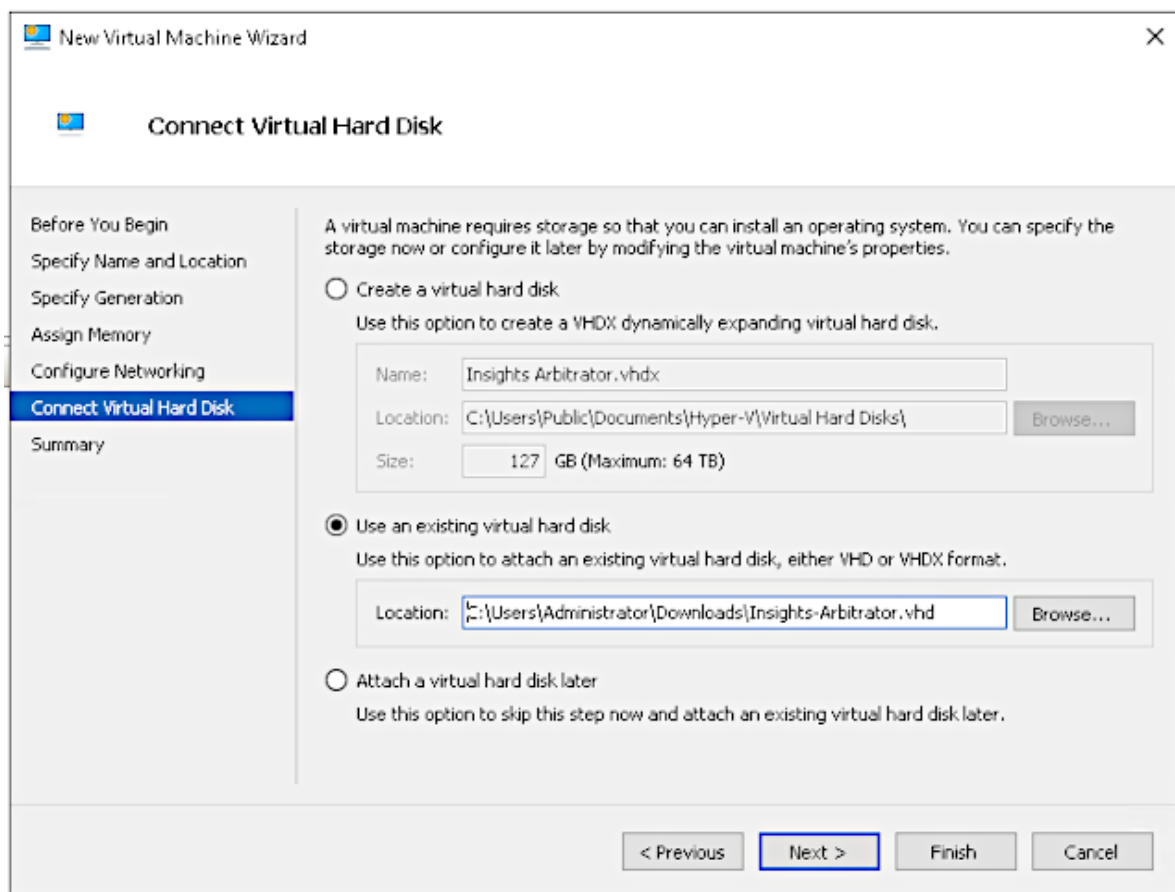 New Virtual Machine Wizard
Connect Virtual Hard Disk
Before You Begin
Specify Name and Location
Specify Generation
Assign Memory
Configure Networking
Connect Virtual Hard Disk
Summary
A virtual machine requires storage so that you can install an operating system. You can specify the
storage now or configure it later by modifying the virtual machine's properties.
Create a virtual hard disk
Use this option to create a VHDX dynamically expanding virtual hard disk.
Name: Insights Arbitrator.vhdx
Location: C:\Users\Public\Documents\Hyper-V\Virtual Hard Disks\ Browse...
Size: 127 GB (Maximum: 64 TB)
Use an existing virtual hard disk
Use this option to attach an existing virtual hard disk, either VHD or VHDX format.
Location: C:\Users\Administrator\Downloads\Insights-Arbitrator.vhd Browse...
Attach a virtual hard disk later
Use this option to skip this step now and attach an existing virtual hard disk later.
< Previous Next > Finish Cancel